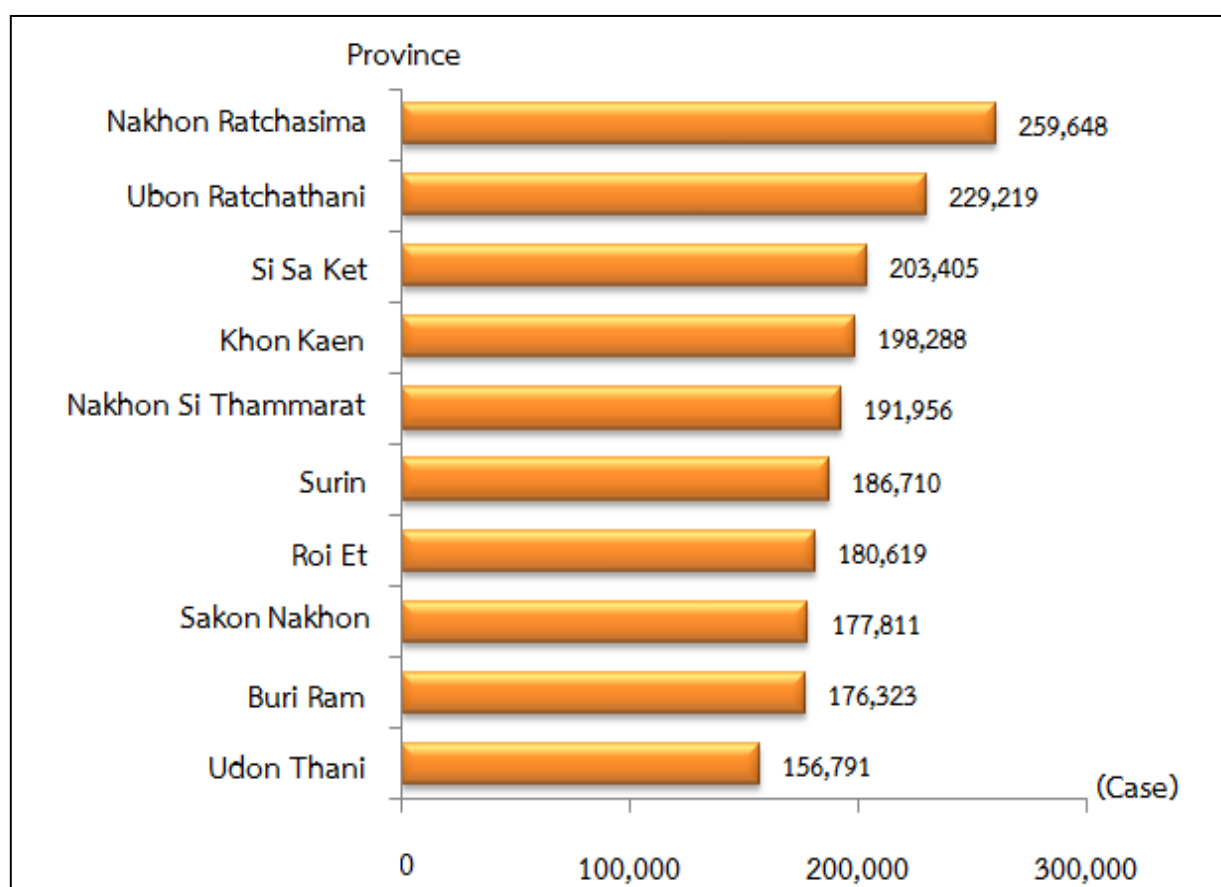 Province
Nakhon Ratchasima 259,648
Ubon Ratchathani 229,219
Si Sa Ket 203,405
Khon Kaen 198,288
Nakhon Si Thammarat 191,956
Surin 186,710
Roi Et 180,619
Sakon Nakhon 177,811
Buri Ram 176,323
Udon Thani 156,791
(Case)
0 100,000 200,000 300,000